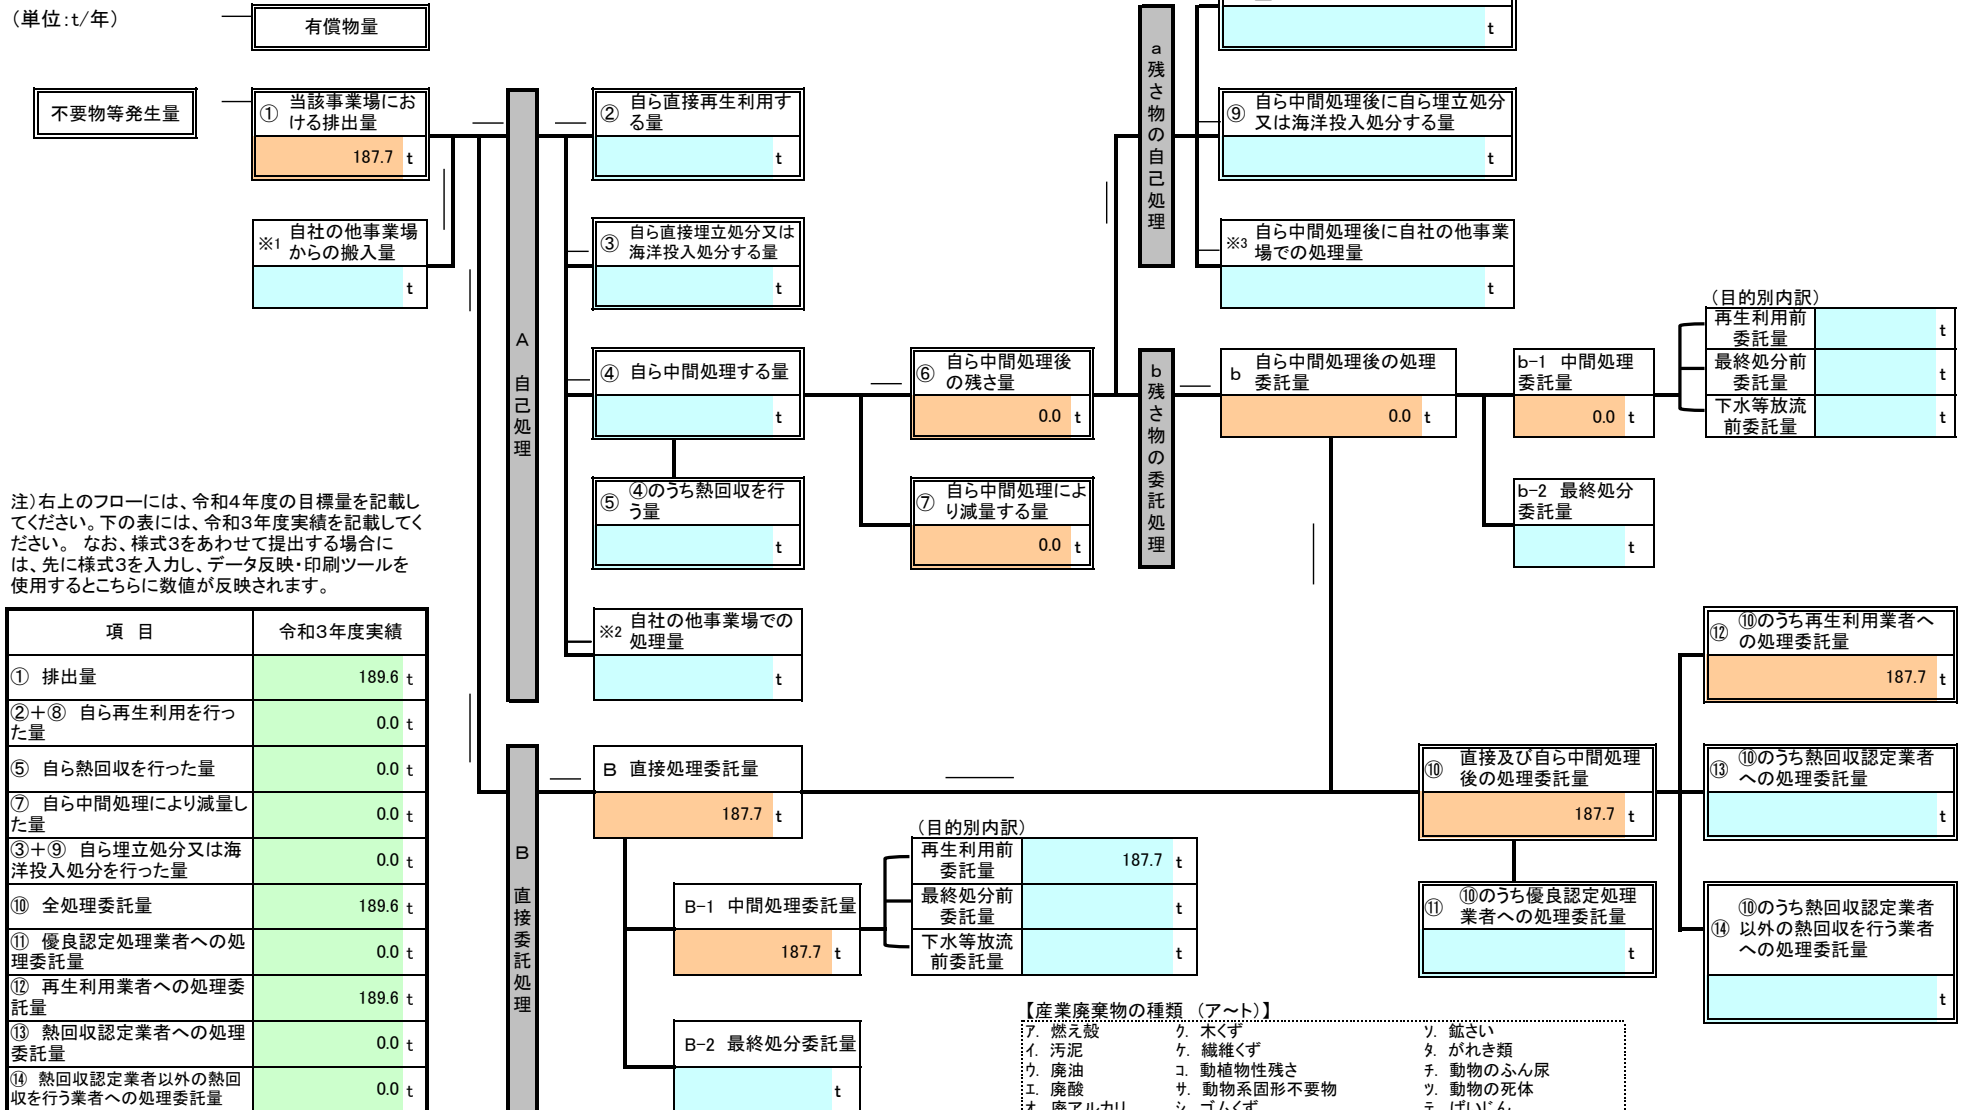 （単位:t/年）
有償物量
t
不要物等発生量
① 当該事業場にお
ける排出量
187.7 t
※1 自社の他事業場
からの搬入量
t
A 自己処理
② 自ら直接再生利用す
る量
t
③ 自ら直接埋立処分又は
海洋投入処分する量
t
④ 自ら中間処理する量
t
⑤ ④のうち熱回収を行
う量
t
※2 自社の他事業場での
処理量
t
⑥ 自ら中間処理後
の残さ量
0.0 t
⑦ 自ら中間処理によ
り減量する量
0.0 t
a残さ物の自己処理
⑨ 自ら中間処理後に自ら埋立処分
又は海洋投入処分する量
t
※3 自ら中間処理後に自社の他事業
場での処理量
t
b残さ物の委託処理
b 自ら中間処理後の処理
委託量
0.0 t
b-1 中間処理
委託量
0.0 t
b-2 最終処分
委託量
t
（目的別内訳）
再生利用前
委託量
t
最終処分前
委託量
t
下水等放流
前委託量
t
注）右上のフローには、令和４年度の目標量を記載し
てください。下の表には、令和３年度実績を記載してく
ださい。 なお、様式３をあわせて提出する場合に
は、先に様式３を入力し、データ反映・印刷ツールを
使用するとこちらに数値が反映されます。
項 目 令和３年度実績
① 排出量 189.6 t
②＋⑧ 自ら再生利用を行っ
た量 0.0 t
⑤ 自ら熱回収を行った量 0.0 t
⑦ 自ら中間処理により減量し
た量 0.0 t
③＋⑨ 自ら埋立処分又は海
洋投入処分を行った量 0.0 t
⑩ 全処理委託量 189.6 t
⑪ 優良認定処理業者への処
理委託量 0.0 t
⑫ 再生利用業者への処理委
託量 189.6 t
⑬ 熱回収認定業者への処理
委託量 0.0 t
⑭ 熱回収認定業者以外の熱回
収を行う業者への処理委託量 0.0 t
B 直接委託処理
B 直接処理委託量
187.7 t
B-1 中間処理委託量
187.7 t
B-2 最終処分委託量
t
（目的別内訳）
再生利用前
委託量 187.7 t
最終処分前
委託量 t
下水等放流
前委託量 t
⑩ 直接及び自ら中間処理
後の処理委託量
187.7 t
⑪ ⑩のうち優良認定処理
業者への処理委託量
t
⑫ ⑩のうち再生利用業者へ
の処理委託量
187.7 t
⑬ ⑩のうち熱回収認定業者
への処理委託量
t
⑭ ⑩のうち熱回収認定業者
以外の熱回収を行う業者
への処理委託量
t
【産業廃棄物の種類 （ア～ト）】
ｱ. 燃え殻 ｸ. 木くず ｿ. 鉱さい
ｲ. 汚泥 ｹ. 繊維くず ﾀ. がれき類
ｳ. 廃油 ｺ. 動植物性残さ ﾁ. 動物のふん尿
ｴ. 廃酸 ｻ. 動物系固形不要物 ﾂ. 動物の死体
ｵ. 廃アルカリ ｼ. ゴムくず ﾃ. ばいじん